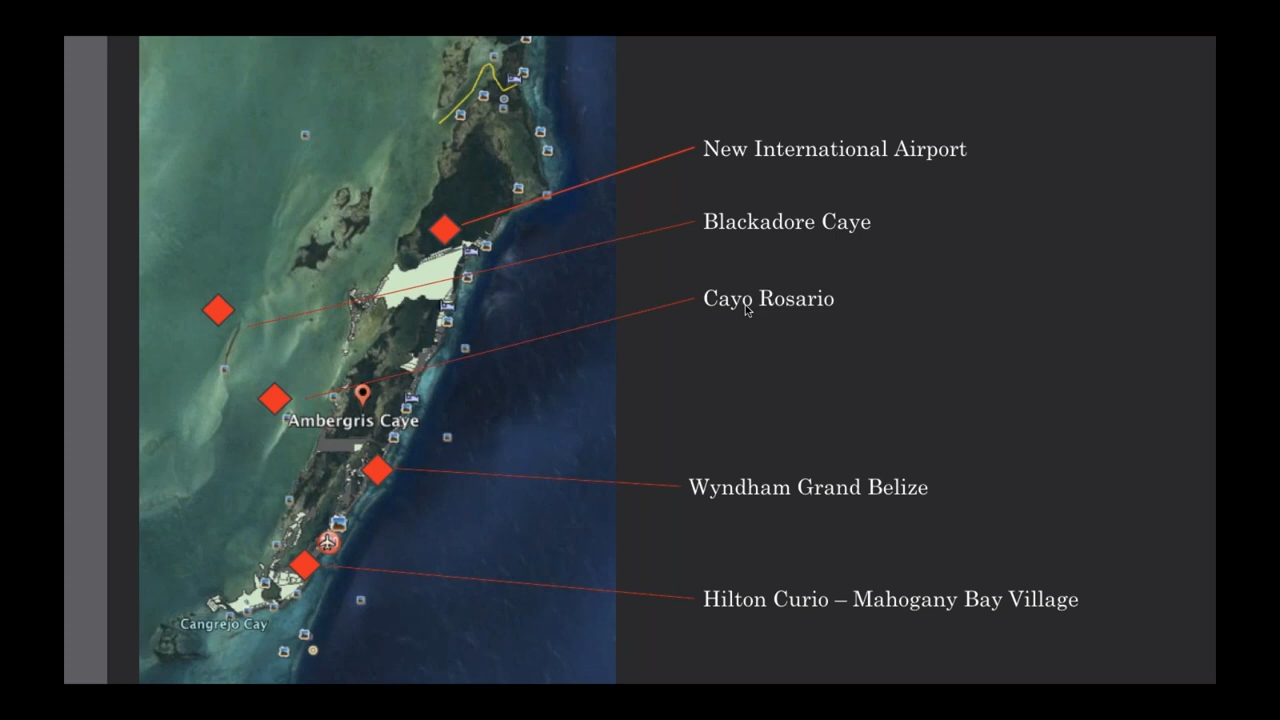 New International Airport
Blackadore Caye
Cayo Rosario
Ambergris Caye
Wyndham Grand Belize
Hilton Curio – Mahogany Bay Village
Cangrejo Cay